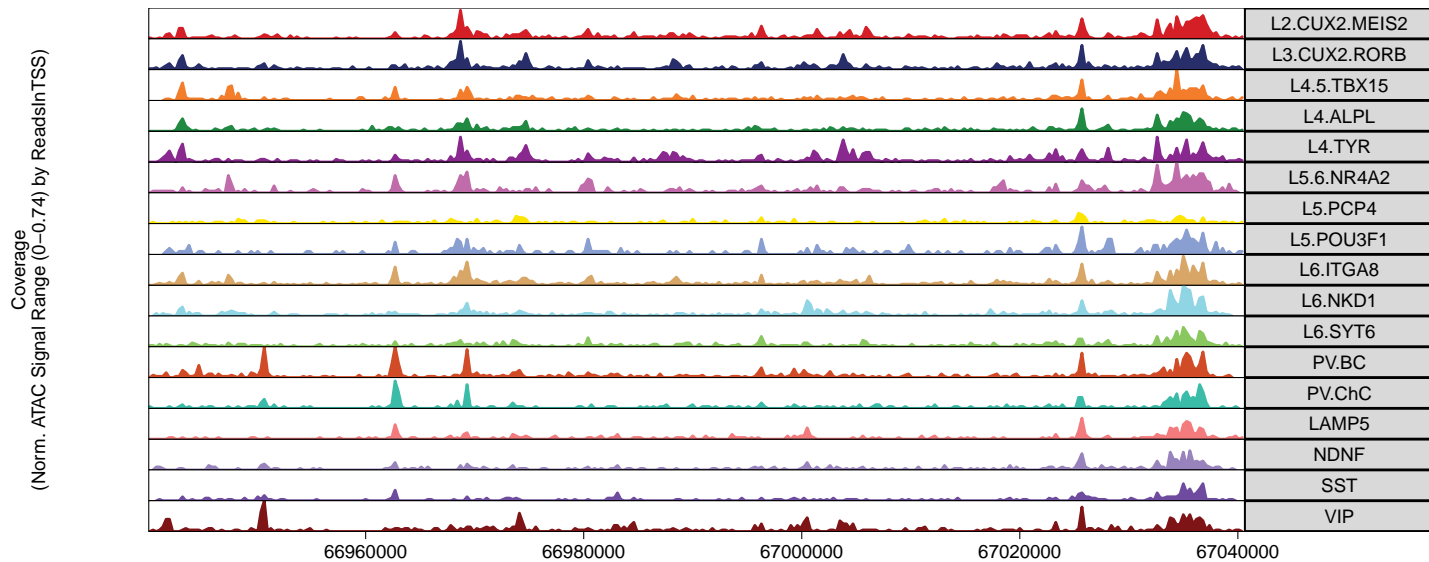 Coverage
(Norm. ATAC Signal Range (0−0.74) by ReadsInTSS)
L2.CUX2.MEIS2
L3.CUX2.RORB
L4.5.TBX15
L4.ALPL
L4.TYR
L5.6.NR4A2
L5.PCP4
L5.POU3F1
L6.ITGA8
L6.NKD1
L6.SYT6
PV.BC
PV.ChC
LAMP5
NDNF
SST
VIP
66960000 66980000 67000000 67020000 67040000